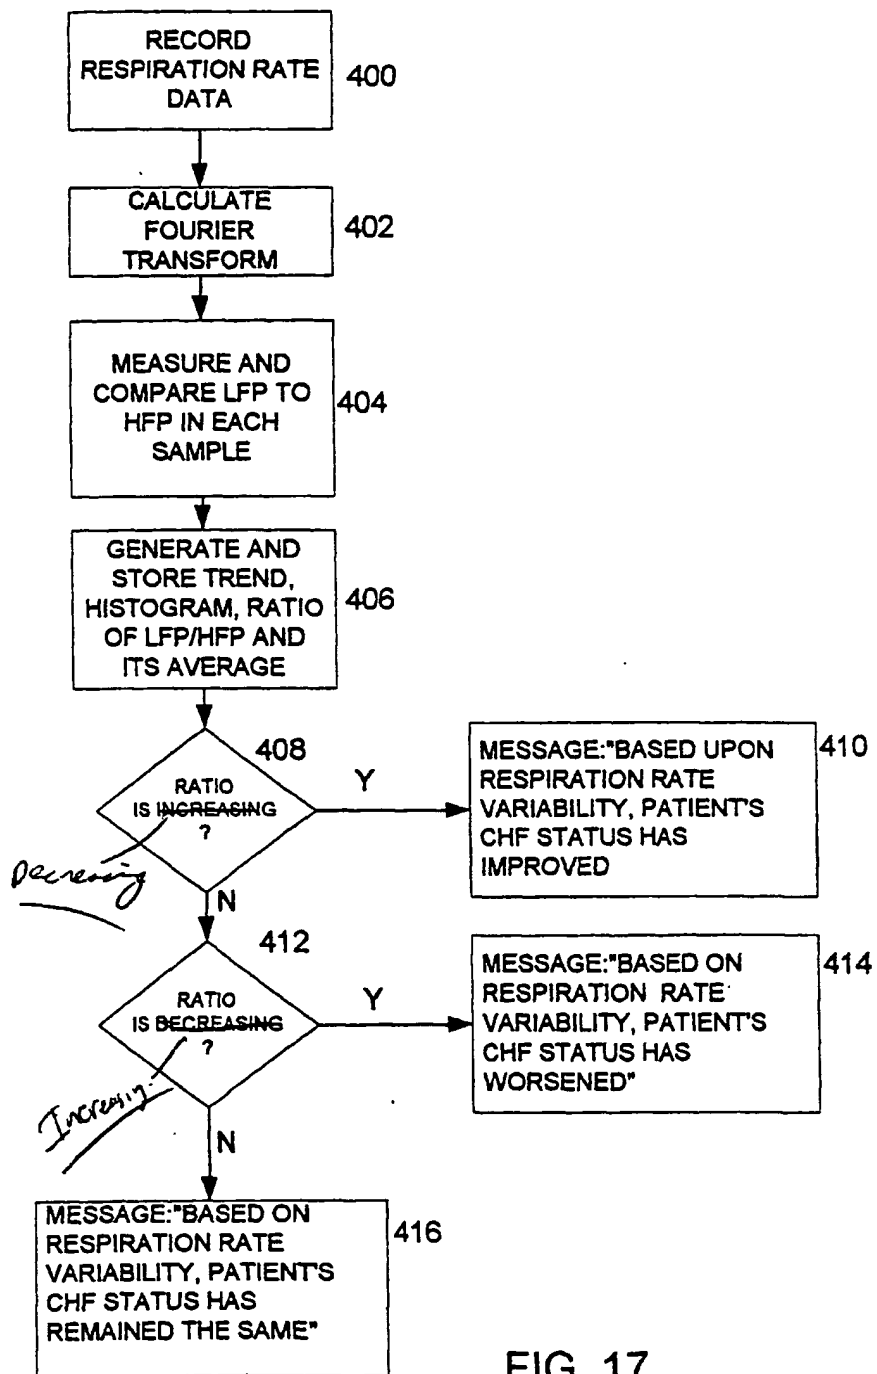 RECORD
RESPIRATION RATE
DATA
400
CALCULATE
FOURIER
TRANSFORM
402
MEASURE AND
COMPARE LFP TO
HFP IN EACH
SAMPLE
404
GENERATE AND
STORE TREND,
HISTOGRAM, RATIO
OF LFP/HFP AND
ITS AVERAGE
406
408
RATIO
IS INCREASING
?
Decreasing
Y
N
MESSAGE:"BASED UPON
RESPIRATION RATE
VARIABILITY, PATIENT'S
CHF STATUS HAS
IMPROVED
410
412
RATIO
IS DECREASING
?
Increasing
Y
N
MESSAGE:"BASED ON
RESPIRATION RATE
VARIABILITY, PATIENT'S
CHF STATUS HAS
WORSENED"
414
MESSAGE:"BASED ON
RESPIRATION RATE
VARIABILITY, PATIENT'S
CHF STATUS HAS
REMAINED THE SAME"
416
FIG. 17